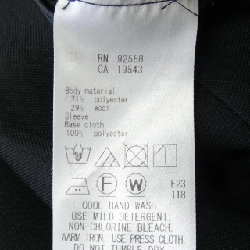 RN 92558
CA 19543
Body material
71% polyester
29% wool
Sleeve
Base cloth
100% polyester
F W
F23
118
COOL HAND WASH.
USE MILD DETERGENT.
NON-CHLORINE BLEACH.
WARM IRON. USE PRESS CLOTH.
DO NOT TUMBLE DRY.